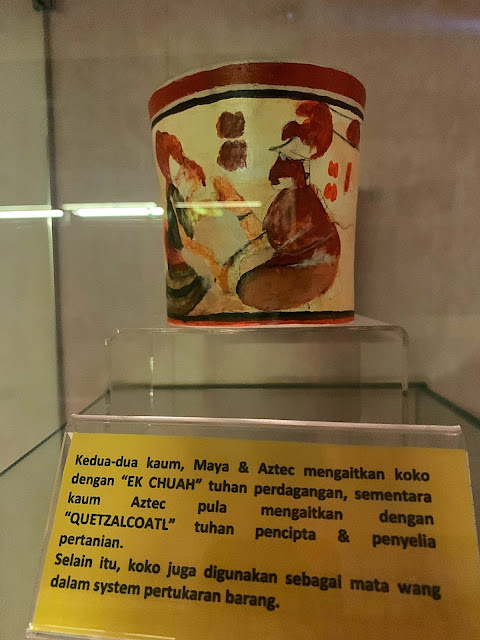 Kedua-dua kaum, Maya & Aztec mengaitkan koko
dengan "EK CHUAH" tuhan perdagangan, sementara
kaum Aztec pula mengaitkan dengan
"QUETZALCOATL" tuhan pencipta & penyelia
pertanian.
Selain itu, koko juga digunakan sebagai mata wang
dalam system pertukaran barang.